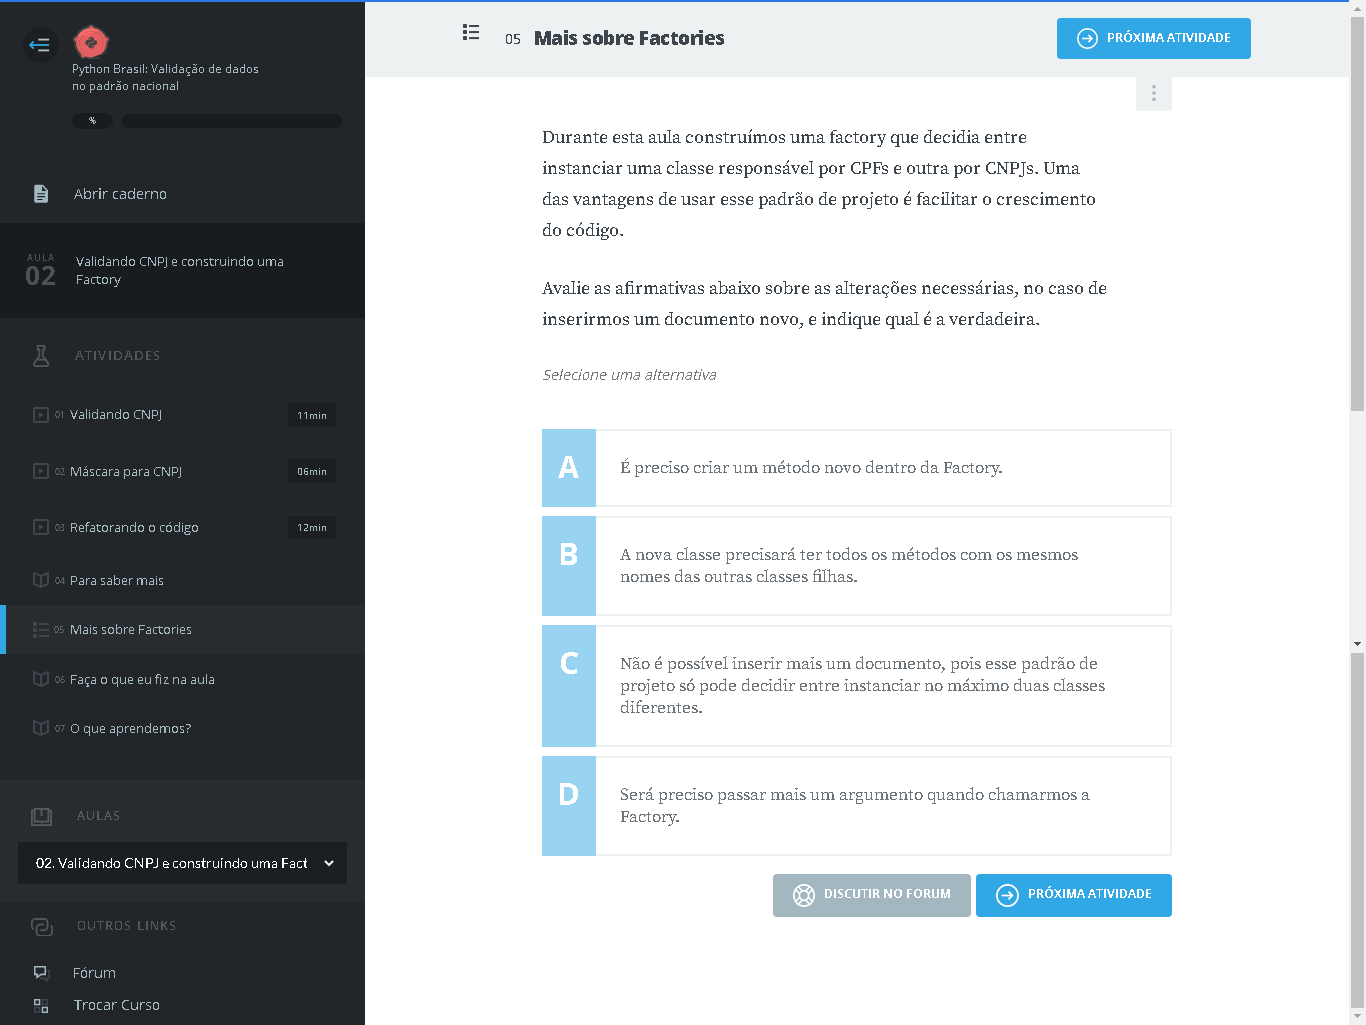 Python Brasil: Validação de dados
no padrão nacional
%
Abrir caderno
AULA
02
Validando CNPJ e construindo uma
Factory
ATIVIDADES
01 Validando CNPJ 11min
02 Máscara para CNPJ 06min
03 Refatorando o código 12min
04 Para saber mais
05 Mais sobre Factories
06 Faça o que eu fiz na aula
07 O que aprendemos?
AULAS
02. Validando CNPJ e construindo uma Fact
OUTROS LINKS
Fórum
Trocar Curso
05 Mais sobre Factories
PRÓXIMA ATIVIDADE
Durante esta aula construímos uma factory que decidia entre
instanciar uma classe responsável por CPFs e outra por CNPJs. Uma
das vantagens de usar esse padrão de projeto é facilitar o crescimento
do código.
Avalie as afirmativas abaixo sobre as alterações necessárias, no caso de
inserirmos um documento novo, e indique qual é a verdadeira.
Selecione uma alternativa
A
É preciso criar um método novo dentro da Factory.
B
A nova classe precisará ter todos os métodos com os mesmos
nomes das outras classes filhas.
C
Não é possível inserir mais um documento, pois esse padrão de
projeto só pode decidir entre instanciar no máximo duas classes
diferentes.
D
Será preciso passar mais um argumento quando chamarmos a
Factory.
DISCUTIR NO FORUM
PRÓXIMA ATIVIDADE